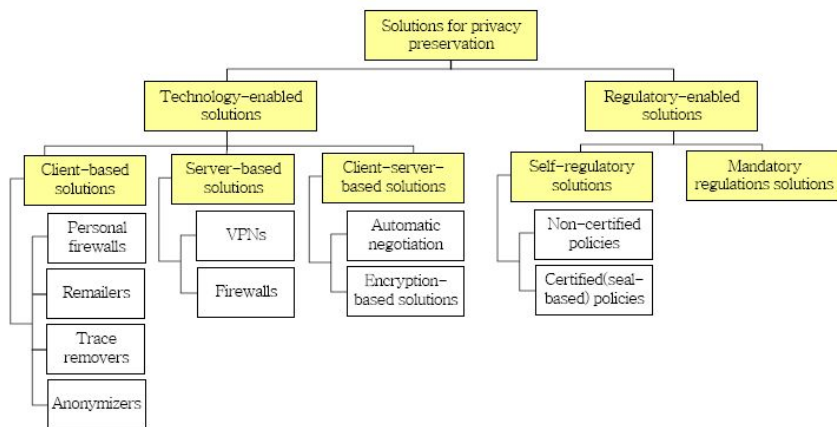 Solutions for privacy
preservation
Technology-enabled
solutions
Regulatory-enabled
solutions
Client-based
solutions
Server-based
solutions
Client-server-
based solutions
Self-regulatory
solutions
Mandatory
regulations solutions
Personal
firewalls
VPNs
Automatic
negotiation
Non-certified
policies
Remailers
Firewalls
Encryption-
based solutions
Certified(seal-
based) policies
Trace
removers
Anonymizers